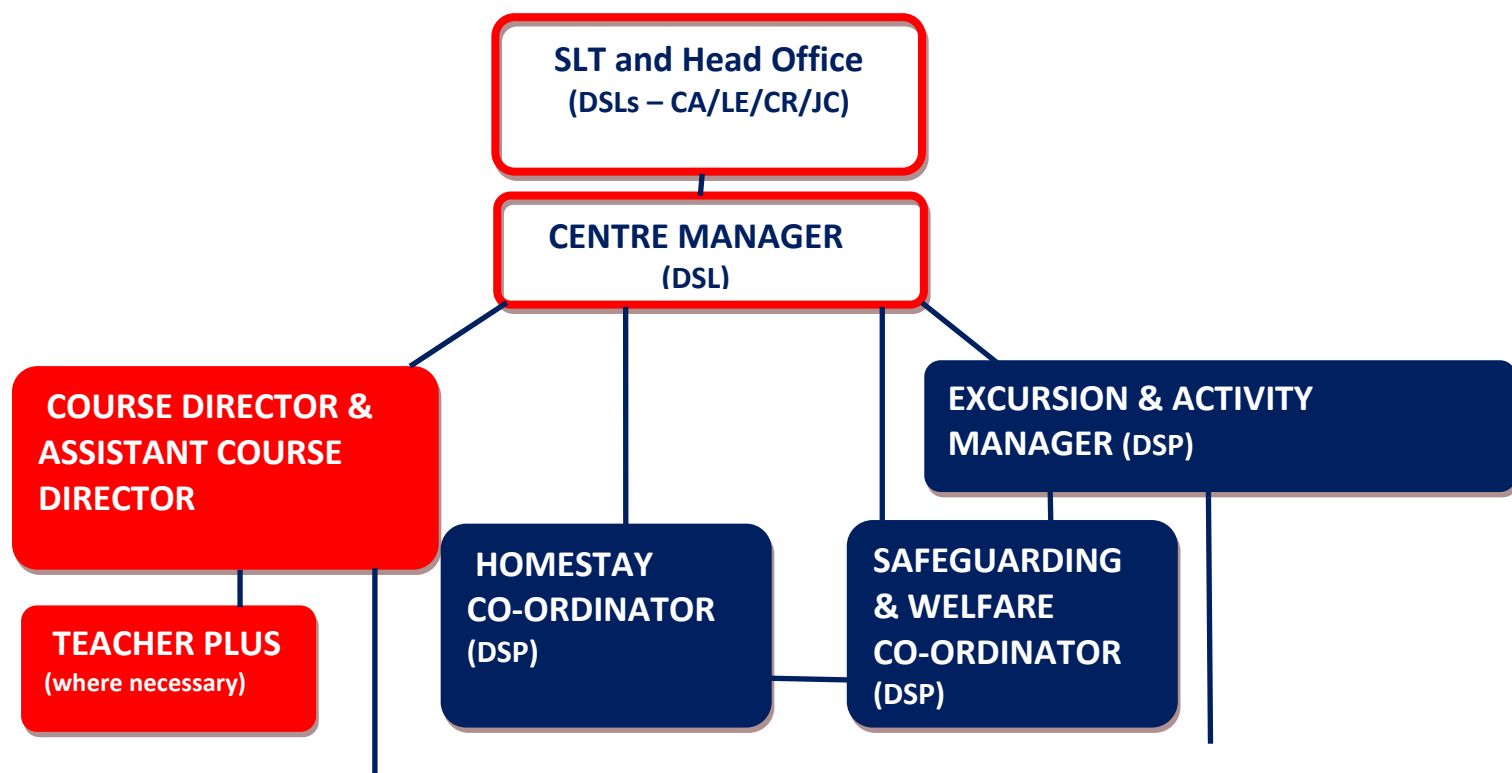 SLT and Head Office
(DSLs – CA/LE/CR/JC)
CENTRE MANAGER
(DSL)
COURSE DIRECTOR &
ASSISTANT COURSE
DIRECTOR
EXCURSION & ACTIVITY
MANAGER (DSP)
HOMESTAY
CO-ORDINATOR
(DSP)
SAFEGUARDING
& WELFARE
CO-ORDINATOR
(DSP)
TEACHER PLUS
(where necessary)